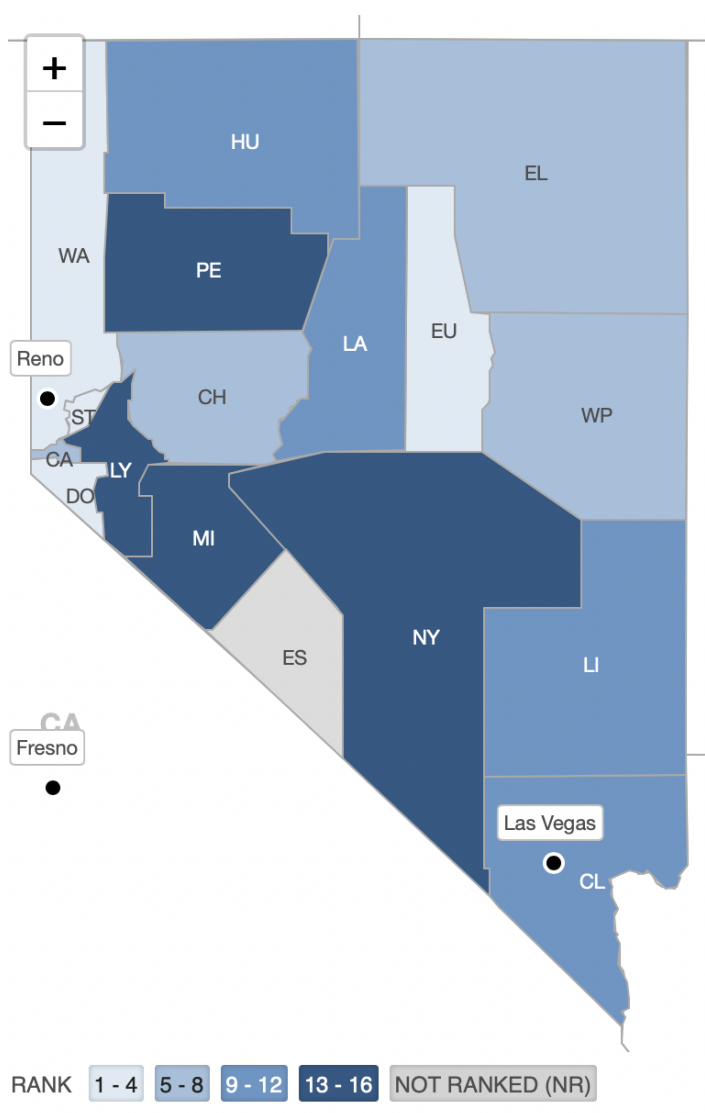 +
−
HU
EL
WA
PE
EU
LA
Reno
CH
ST
WP
CA
LY
DO
MI
NY
ES
LI
CA
Fresno
Las Vegas
CL
RANK 1 - 4 5 - 8 9 - 12 13 - 16 NOT RANKED (NR)